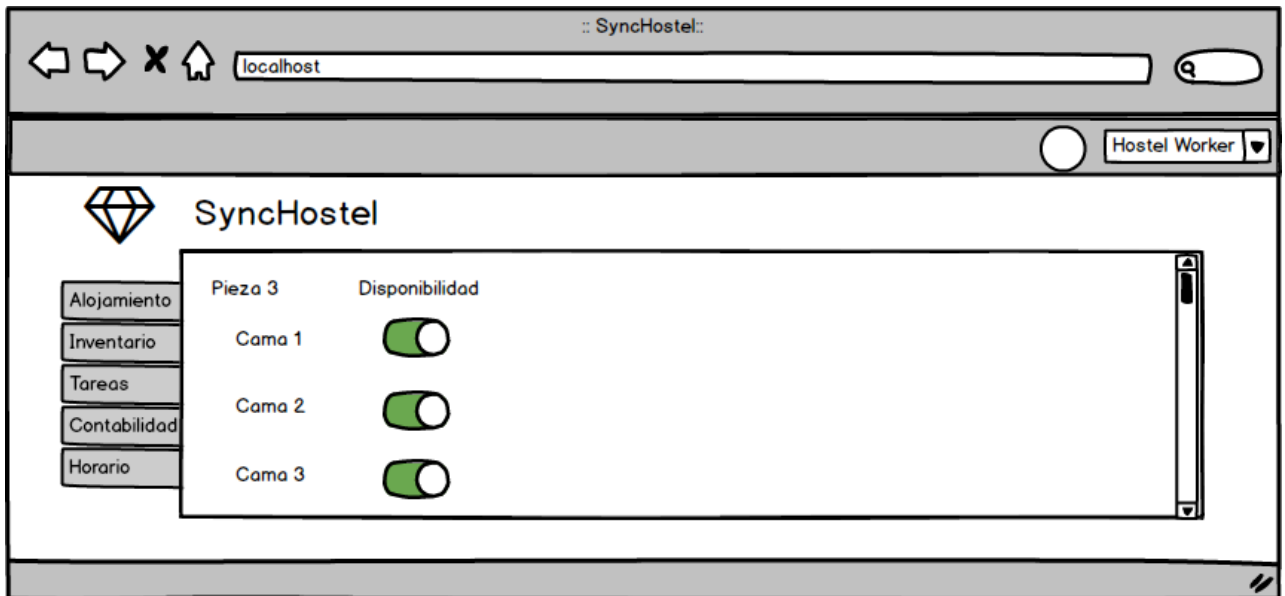 :: SyncHostel::
localhost
Hostel Worker
SyncHostel
Pieza 3 Disponibilidad
Alojamiento
Inventario
Tareas
Contabilidad
Horario
Cama 1
Cama 2
Cama 3